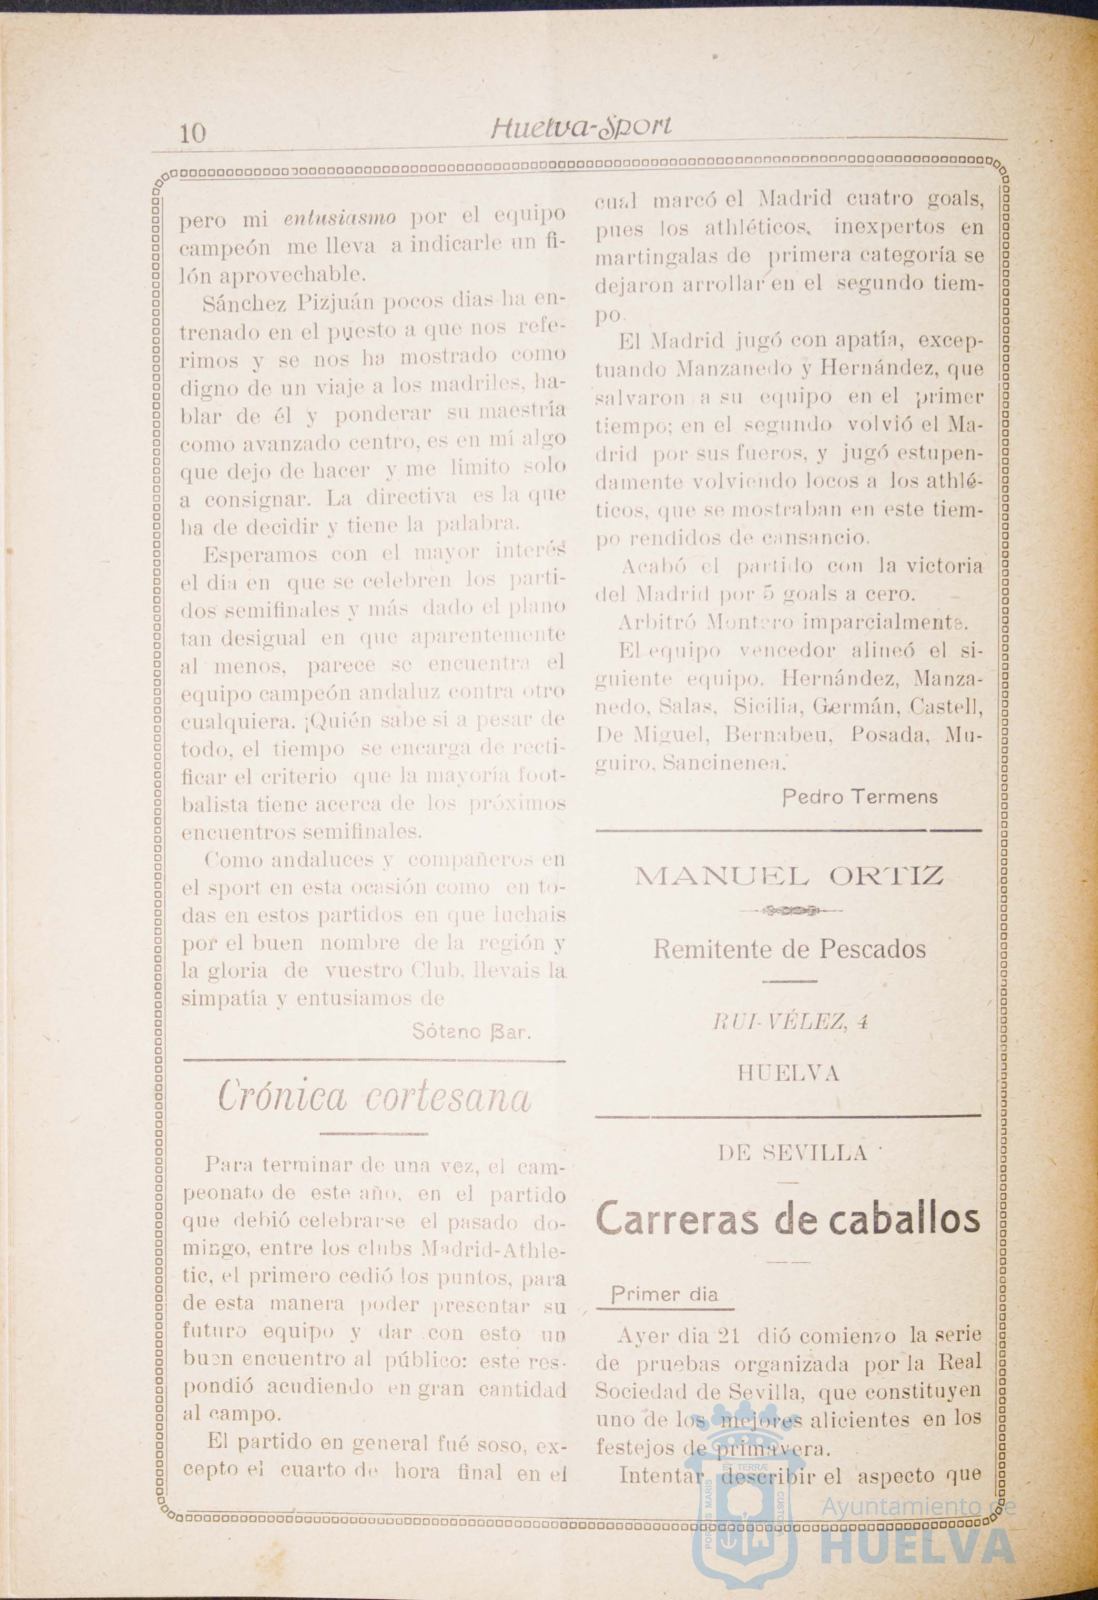 10
Huelva-Sport
pero mi entusiasmo por el equipo
campeón me lleva a indicarle un fi-
lón aprovechable.
Sánchez Pizjuán pocos dias ha en-
trenado en el puesto a que nos refe-
rimos y se nos ha mostrado como
digno de un viaje a los madriles, ha-
blar de él y ponderar su maestría
como avanzado centro, es en mí algo
que dejo de hacer y me limito solo
a consignar. La directiva es la que
ha de decidir y tiene la palabra.
Esperamos con el mayor interés
el día en que se celebren los parti-
dos semifinales y más dado el plano
tan desigual en que aparentemente
al menos, parece se encuentra el
equipo campeón andaluz contra otro
cualquiera. ¡Quién sabe si a pesar de
todo, el tiempo se encarga de recti-
ficar el criterio que la mayoría foot-
balista tiene acerca de los próximos
encuentros semifinales.
Como andaluces y compañeros en
el sport en esta ocasión como en to-
das en estos partidos en que luchais
por el buen nombre de la región y
la gloria de vuestro Club, llevais la
simpatía y entusiamos de
Sótano Bar.
Crónica cortesana
Para terminar de una vez, el cam-
peonato de este año, en el partido
que debió celebrarse el pasado do-
mingo, entre los clubs Madrid-Athle-
tic, el primero cedió los puntos, para
de esta manera poder presentar su
futuro equipo y dar con esto un
buen encuentro al público: este res-
pondió acudiendo en gran cantidad
al campo.
El partido en general fué soso, ex-
cepto el cuarto de hora final en el
cual marcó el Madrid cuatro goals,
pues los athléticos, inexpertos en
martingalas de primera categoría se
dejaron arrollar en el segundo tiem-
po.
El Madrid jugó con apatía, excep-
tuando Manzanedo y Hernández, que
salvaron a su equipo en el primer
tiempo; en el segundo volvió el Ma-
drid por sus fueros, y jugó estupen-
damente volviendo locos a los athlé-
ticos, que se mostraban en este tiem-
po rendidos de cansancio.
Acabó el partido con la victoria
del Madrid por 5 goals a cero.
Arbitró Montero imparcialmente.
El equipo vencedor alineó el si-
guiente equipo. Hernández, Manza-
nedo, Salas, Sicilia, Germán, Castell,
De Miguel, Bernabeu, Posada, Mu-
guiro, Sancinenea.
Pedro Termens
MANUEL ORTIZ
Remitente de Pescados
RUI-VÉLEZ, 4
HUELVA
DE SEVILLA
Carreras de caballos
Primer dia
Ayer dia 21 dió comienzo la serie
de pruebas organizada por la Real
Sociedad de Sevilla, que constituyen
uno de los mejores alicientes en los
festejos de primavera.
Intentar describir el aspecto que
PORTUS MARIS ET TERRÆ CUSTODIA
Ayuntamiento de
HUELVA